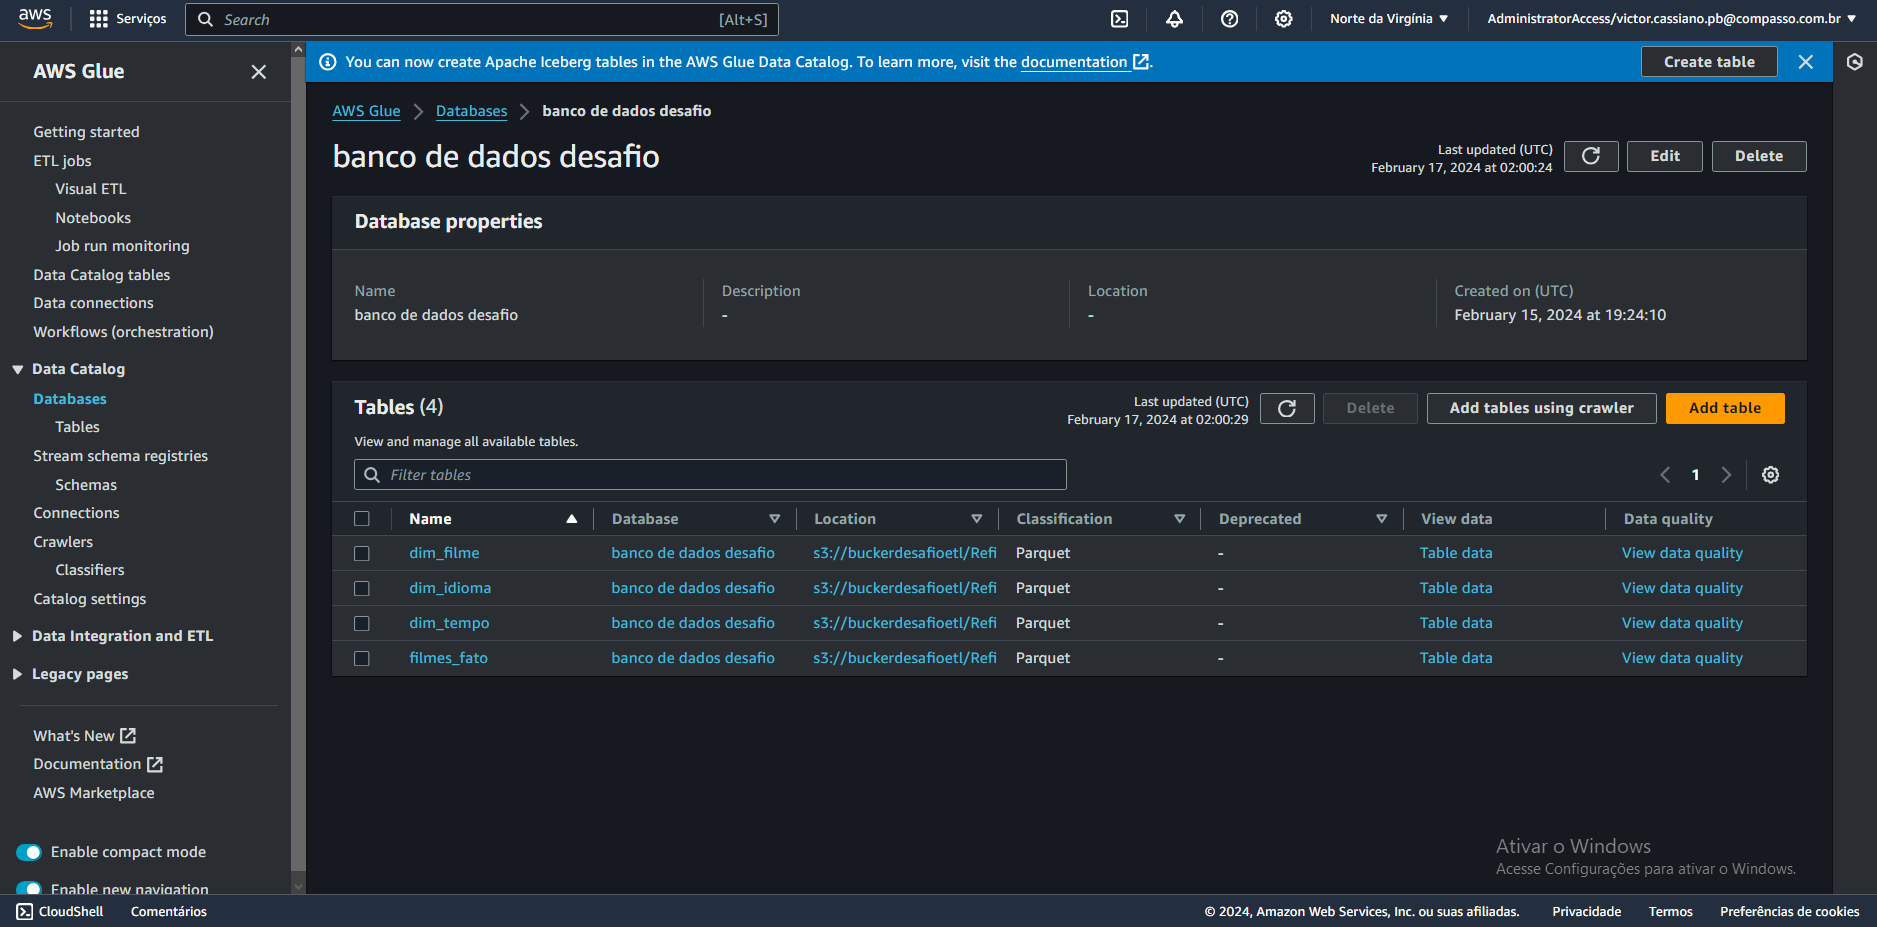 aws Serviços Search [Alt+S] Norte da Virgínia AdministratorAccess/victor.cassiano.pb@compasso.com.br
AWS Glue
Getting started
ETL jobs
Visual ETL
Notebooks
Job run monitoring
Data Catalog tables
Data connections
Workflows (orchestration)
Data Catalog
Databases
Tables
Stream schema registries
Schemas
Connections
Crawlers
Classifiers
Catalog settings
Data Integration and ETL
Legacy pages
What's New
Documentation
AWS Marketplace
Enable compact mode
Enable new navigation
You can now create Apache Iceberg tables in the AWS Glue Data Catalog. To learn more, visit the documentation. Create table
AWS Glue Databases banco de dados desafio
banco de dados desafio
Last updated (UTC)
February 17, 2024 at 02:00:24
Edit Delete
Database properties
Name Description Location Created on (UTC)
banco de dados desafio - - February 15, 2024 at 19:24:10
Tables (4)
Last updated (UTC)
February 17, 2024 at 02:00:29
Delete Add tables using crawler Add table
View and manage all available tables.
Filter tables 1
Name Database Location Classification Deprecated View data Data quality
dim_filme banco de dados desafio s3://buckerdesafioetl/Refi Parquet - Table data View data quality
dim_idioma banco de dados desafio s3://buckerdesafioetl/Refi Parquet - Table data View data quality
dim_tempo banco de dados desafio s3://buckerdesafioetl/Refi Parquet - Table data View data quality
filmes_fato banco de dados desafio s3://buckerdesafioetl/Refi Parquet - Table data View data quality
Ativar o Windows
Acesse Configurações para ativar o Windows.
CloudShell Comentários © 2024, Amazon Web Services, Inc. ou suas afiliadas. Privacidade Termos Preferências de cookies